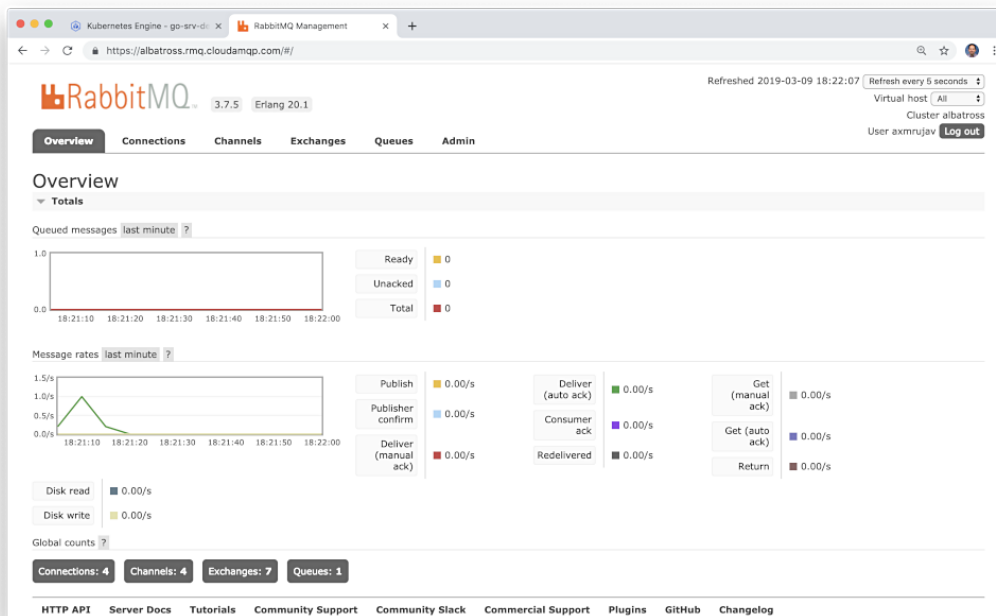 Kubernetes Engine - go-srv-do
RabbitMQ Management
https://albatross.rmq.cloudamqp.com/#/
RabbitMQ 3.7.5 Erlang 20.1
Refreshed 2019-03-09 18:22:07 Refresh every 5 seconds
Virtual host All
Cluster albatross
User axmrujav Log out
Overview Connections Channels Exchanges Queues Admin
Overview
Totals
Queued messages last minute ?
1.0
0.0
18:21:10 18:21:20 18:21:30 18:21:40 18:21:50 18:22:00
Ready 0
Unacked 0
Total 0
Message rates last minute ?
1.5/s
1.0/s
0.5/s
0.0/s
18:21:10 18:21:20 18:21:30 18:21:40 18:21:50 18:22:00
Publish 0.00/s
Publisher
confirm 0.00/s
Deliver
(manual
ack) 0.00/s
Deliver
(auto ack) 0.00/s
Consumer
ack 0.00/s
Redelivered 0.00/s
Get
(manual
ack) 0.00/s
Get (auto
ack) 0.00/s
Return 0.00/s
Disk read 0.00/s
Disk write 0.00/s
Global counts ?
Connections: 4 Channels: 4 Exchanges: 7 Queues: 1
HTTP API Server Docs Tutorials Community Support Community Slack Commercial Support Plugins GitHub Changelog